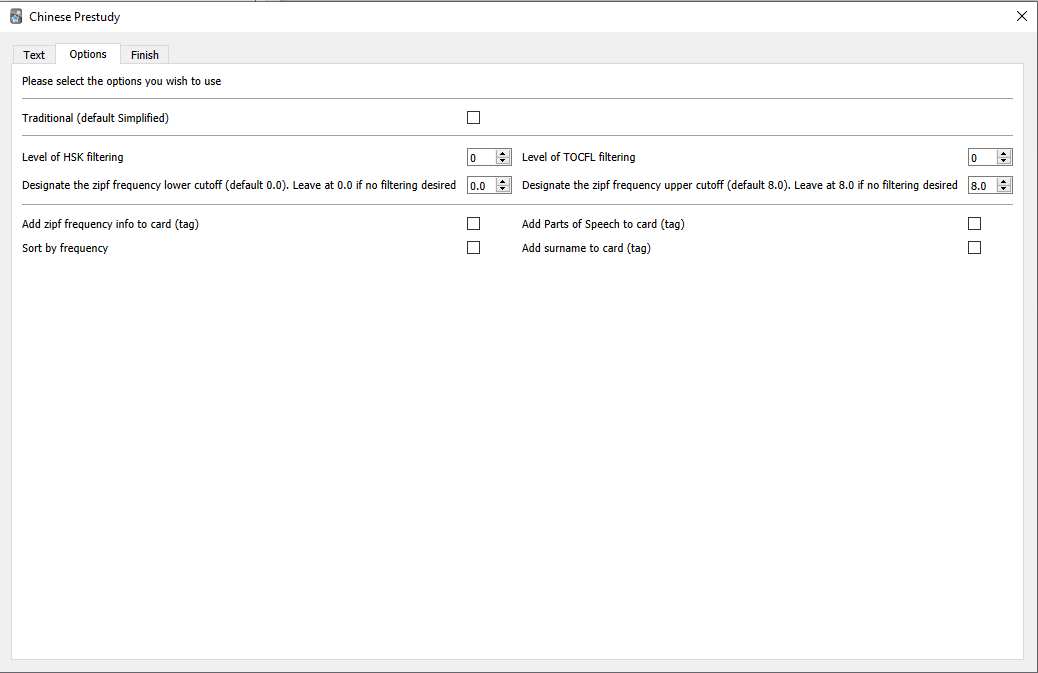 Chinese Prestudy
Text Options Finish
Please select the options you wish to use
Traditional (default Simplified)
Level of HSK filtering 0 Level of TOCFL filtering 0
Designate the zipf frequency lower cutoff (default 0.0). Leave at 0.0 if no filtering desired 0.0 Designate the zipf frequency upper cutoff (default 8.0). Leave at 8.0 if no filtering desired 8.0
Add zipf frequency info to card (tag) Add Parts of Speech to card (tag)
Sort by frequency Add surname to card (tag)